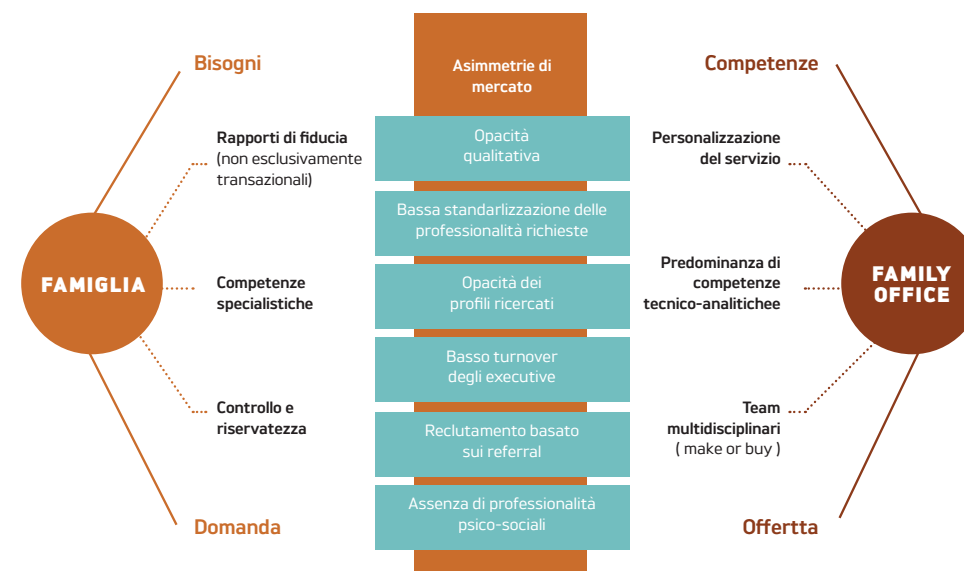 Bisogni
Rapporti di fiducia
(non esclusivamente
transazionali)
FAMIGLIA
Competenze
specialistiche
Controllo e
riservatezza
Domanda
Asimmetrie di
mercato
Opacità
qualitativa
Bassa standarlizzazione delle
professionalità richieste
Opacità dei
profili ricercati
Basso turnover
degli executive
Reclutamento basato
sui referral
Assenza di professionalità
psico-sociali
Competenze
Personalizzazione
del servizio
Predominanza di
competenze
tecnico-analitichee
FAMILY
OFFICE
Team
multidisciplinari
( make or buy )
Offertta